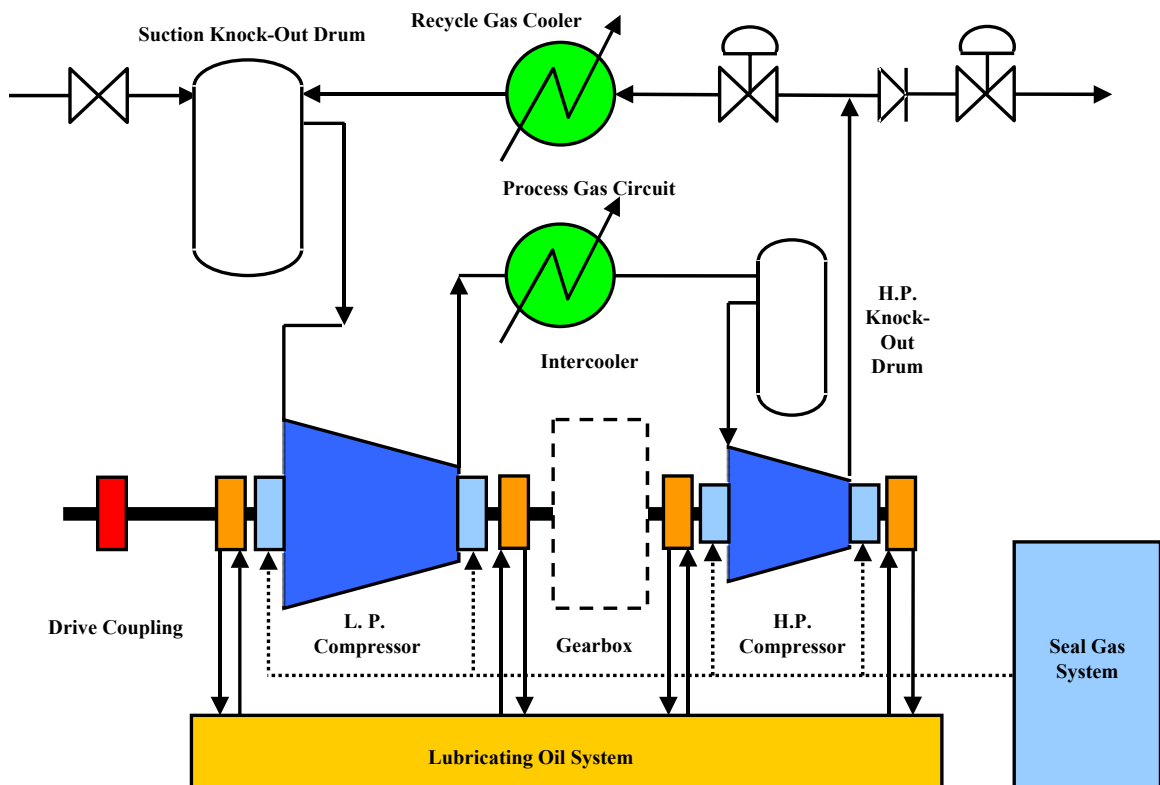 Recycle Gas Cooler
Suction Knock-Out Drum
Process Gas Circuit
H.P.
Knock-
Out
Drum
Intercooler
Drive Coupling
L. P.
Compressor
Gearbox
H.P.
Compressor
Seal Gas
System
Lubricating Oil System